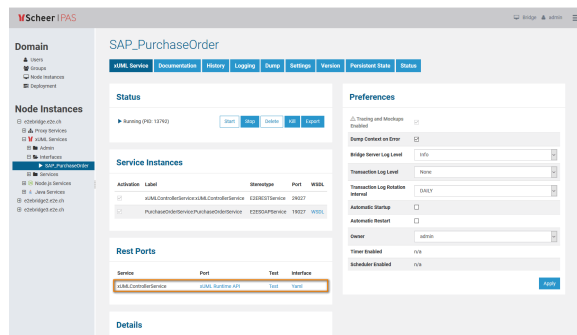 Scheer | PAS
Bridge admin
Domain
Users
Groups
Node Instances
Deployment
Node Instances
e2ebridge.e2e.ch
Proxy Services
xUML Services
Admin
Interfaces
SAP_PurchaseOrder
Services
Node.js Services
Java Services
e2ebridge2.e2e.ch
e2ebridge3.e2e.ch
SAP_PurchaseOrder
xUML Service Documentation History Logging Dump Settings Version Persistent State Status
Status
Running (PID: 12792) Start Stop Delete Kill Export
Service Instances
Activation Label Stereotype Port WSDL
xUMLControllerService:xUMLControllerService E2ERESTService 29027
PurchaseOrderService:PurchaseOrderService E2ESOAPService 19027 WSDL
Rest Ports
Service Port Test Interface
xUMLControllerService xUML Runtime API Test Yaml
Details
Preferences
Tracing and Mockups Enabled
Dump Context on Error
Bridge Server Log Level Info
Transaction Log Level None
Transaction Log Rotation Interval DAILY
Automatic Startup
Automatic Restart
Owner admin
Timer Enabled n/a
Scheduler Enabled n/a
Apply